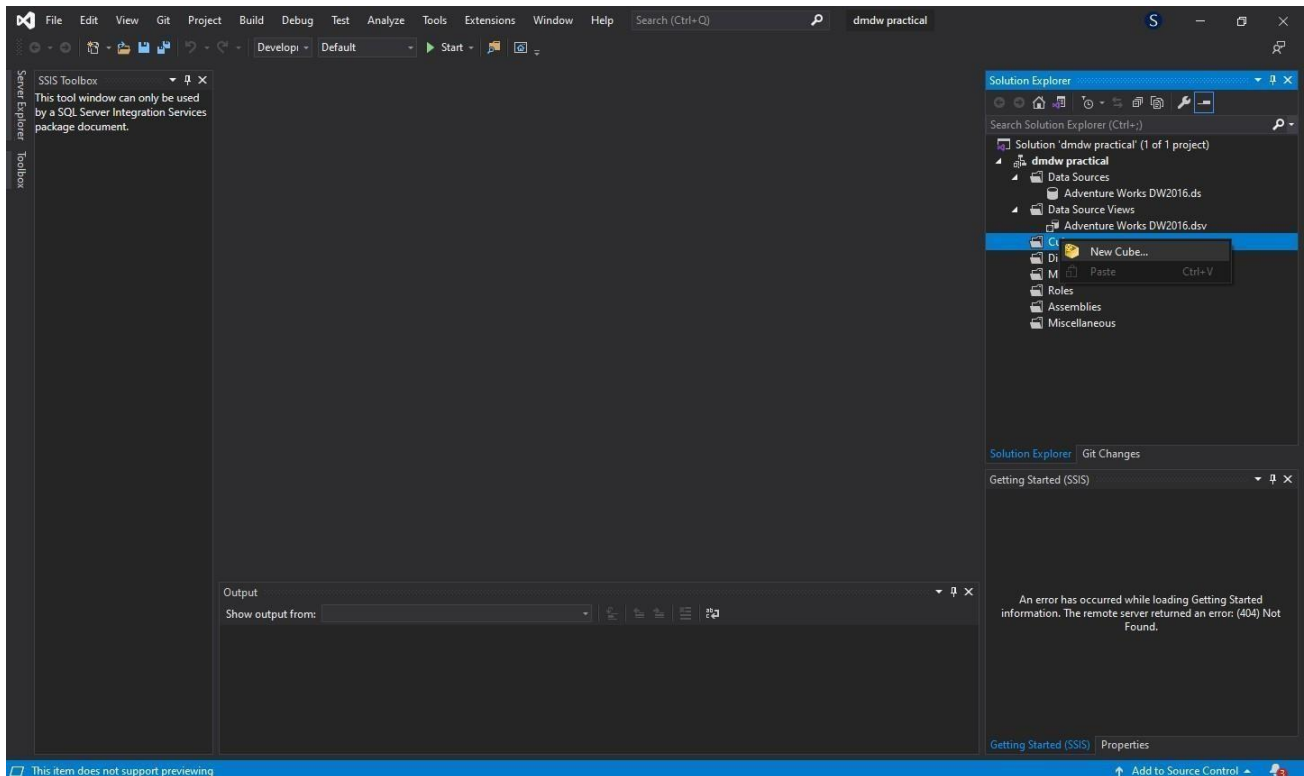 File Edit View Git Project Build Debug Test Analyze Tools Extensions Window Help Search (Ctrl+Q) dmdw practical S
Developı Default Start
Server Explorer
Toolbox
SSIS Toolbox
This tool window can only be used
by a SQL Server Integration Services
package document.
Solution Explorer
Search Solution Explorer (Ctrl+;)
Solution 'dmdw practical' (1 of 1 project)
dmdw practical
Data Sources
Adventure Works DW2016.ds
Data Source Views
Adventure Works DW2016.dsv
New Cube...
Di
M Paste Ctrl+V
Roles
Assemblies
Miscellaneous
Solution Explorer Git Changes
Getting Started (SSIS)
An error has occurred while loading Getting Started
information. The remote server returned an error: (404) Not
Found.
Getting Started (SSIS) Properties
Output
Show output from:
This item does not support previewing
Add to Source Control